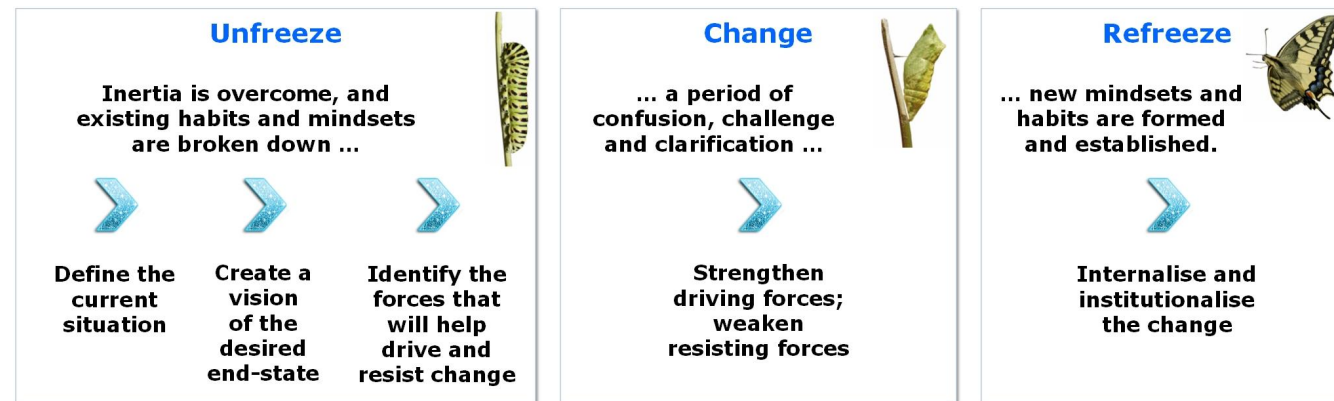 Unfreeze
Inertia is overcome, and
existing habits and mindsets
are broken down ...
Define the
current
situation
Create a
vision
of the
desired
end-state
Identify the
forces that
will help
drive and
resist change
Change
... a period of
confusion, challenge
and clarification ...
Strengthen
driving forces;
weaken
resisting forces
Refreeze
... new mindsets and
habits are formed
and established.
Internalise and
institutionalise
the change